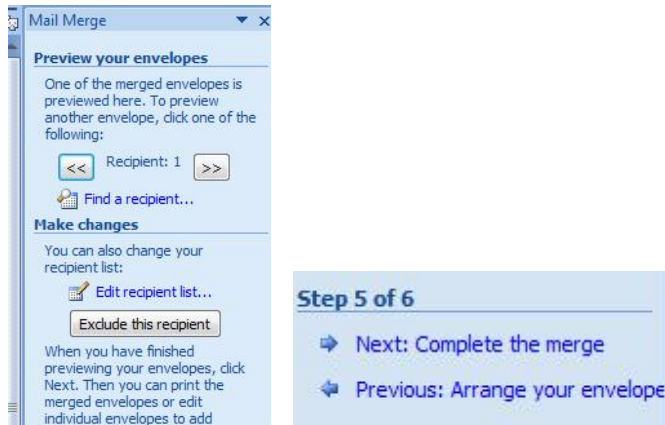 Mail Merge
Preview your envelopes
One of the merged envelopes is
previewed here. To preview
another envelope, click one of the
following:
<< Recipient: 1 >>
Find a recipient...
Make changes
You can also change your
recipient list:
Edit recipient list...
Exclude this recipient
When you have finished
previewing your envelopes, click
Next. Then you can print the
merged envelopes or edit
individual envelopes to add
Step 5 of 6
Next: Complete the merge
Previous: Arrange your envelope